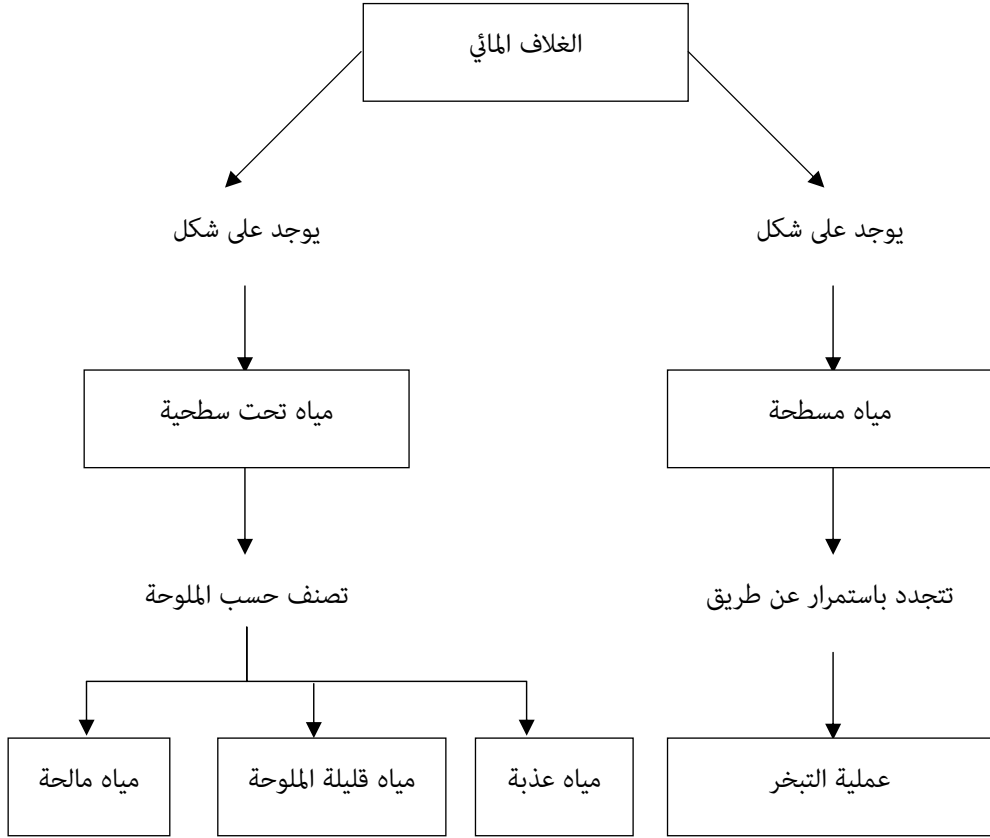 الغلاف المائي
يوجد على شكل
يوجد على شكل
مياه مسطحة
مياه تحت سطحية
تتجدد باستمرار عن طريق
تصنف حسب الملوحة
عملية التبخر
مياه عذبة
مياه قليلة الملوحة
مياه مالحة